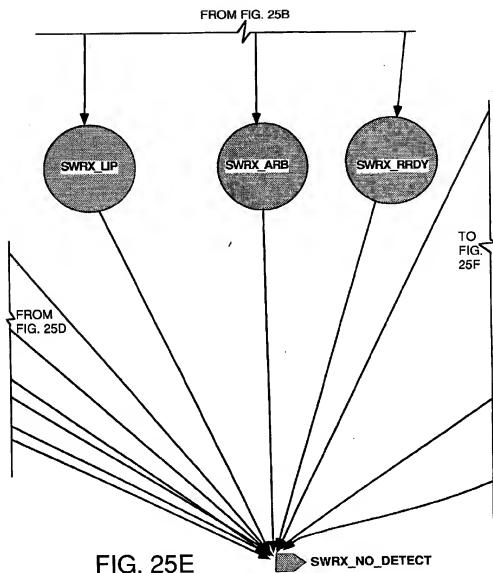 FROM FIG. 25B
SWRX_LIP
SWRX_ARB
SWRX_RRDY
TO
FIG.
25F
FROM
FIG. 25D
SWRX_NO_DETECT
FIG. 25E